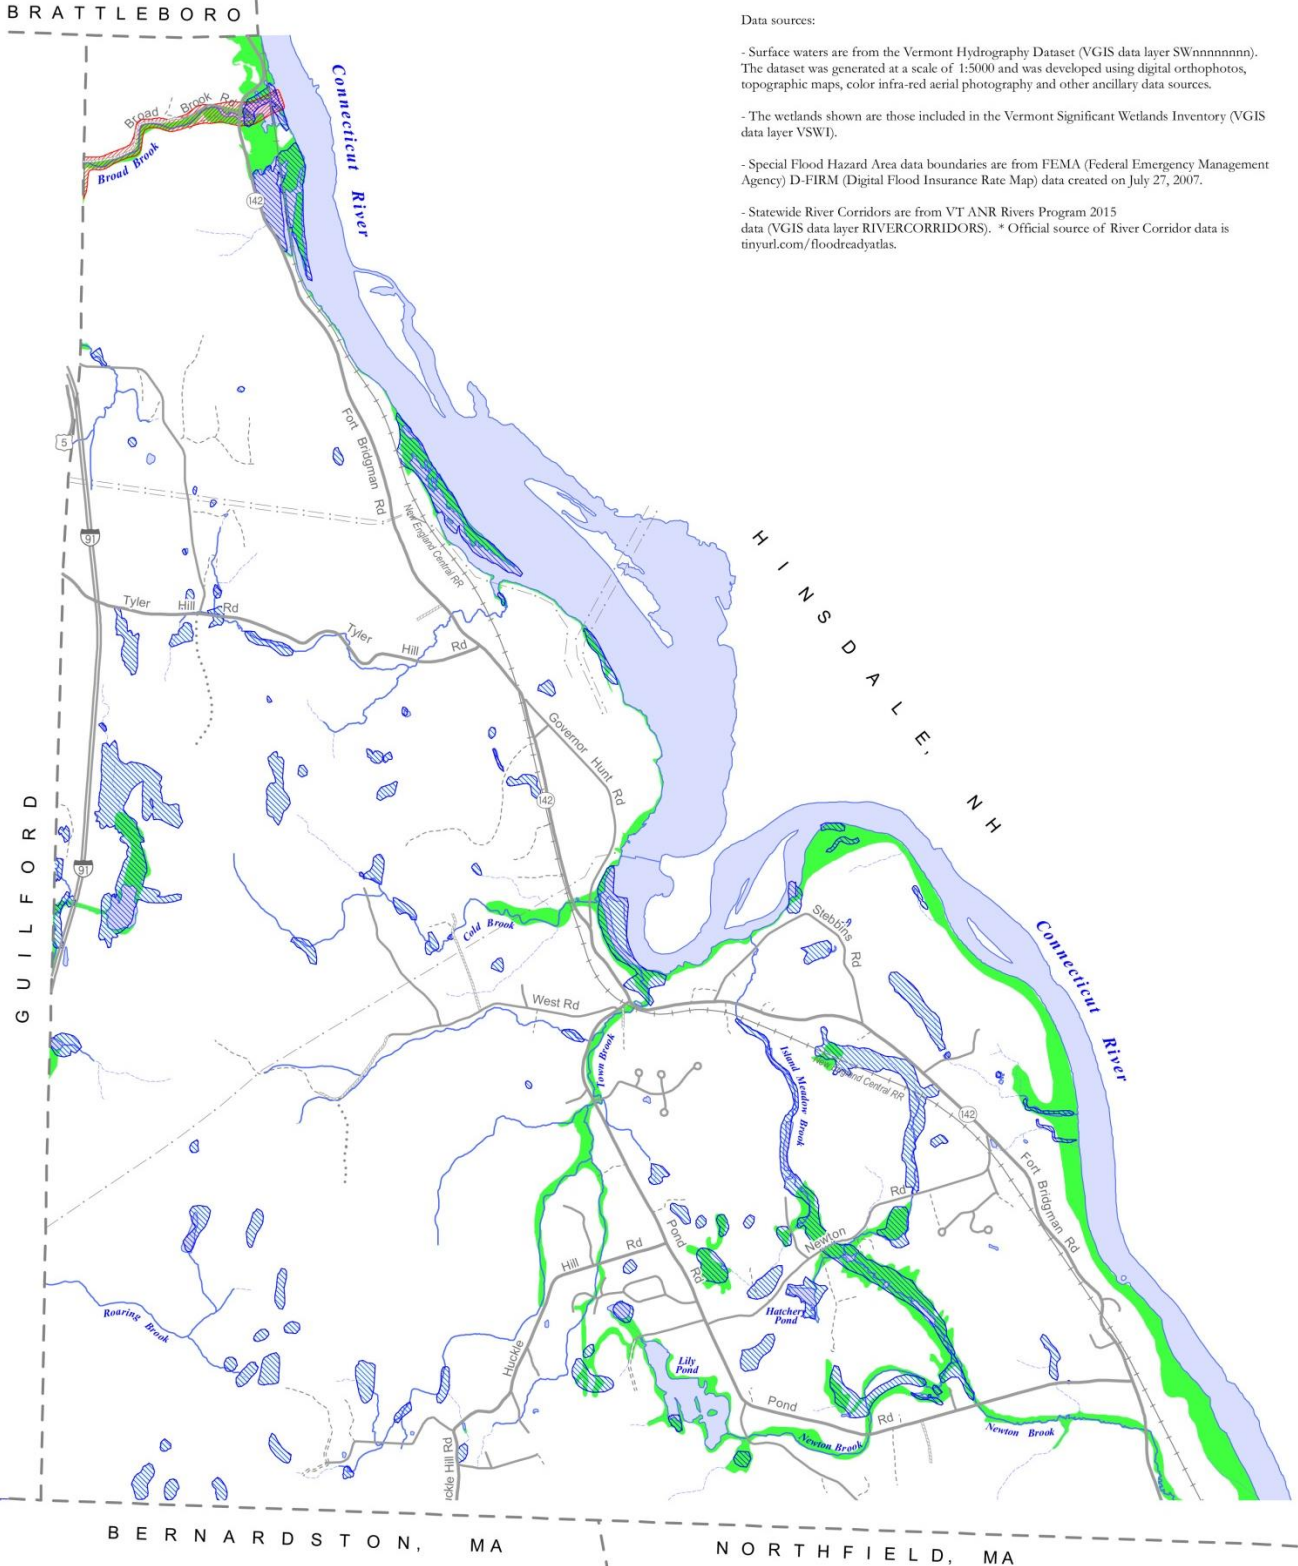 BRATTLEBORO
Data sources:
- Surface waters are from the Vermont Hydrography Dataset (VGIS data layer SWnnnnnnnn).
The dataset was generated at a scale of 1:5000 and was developed using digital orthophotos,
topographic maps, color infra-red aerial photography and other ancillary data sources.
- The wetlands shown are those included in the Vermont Significant Wetlands Inventory (VGIS
data layer VSWI).
- Special Flood Hazard Area data boundaries are from FEMA (Federal Emergency Management
Agency) D-FIRM (Digital Flood Insurance Rate Map) data created on July 27, 2007.
- Statewide River Corridors are from VT ANR Rivers Program 2015
data (VGIS data layer RIVERCORRIDORS). * Official source of River Corridor data is
tinyurl.com/floodreadyatlas.
Connecticut River
Broad Brook Rd
Broad Brook
142
5
Fort Bridgman Rd
New England Central RR
91
HINSDALE, NH
Tyler Hill Rd
Tyler Hill Rd
Governor Hunt Rd
142
GUILFORD
91
Cold Brook
Stebbins Rd
Connecticut River
West Rd
Town Brook
Island Meadow Brook
New England Central RR
142
Fort Bridgman Rd
Pond Rd
Newton Rd
Hill Rd
Huckle
Roaring Brook
Hatchery Pond
Lily Pond
Pond Rd
Newton Brook
Newton Brook
uckle Hill Rd
BERNARDSTON, MA
NORTHFIELD, MA